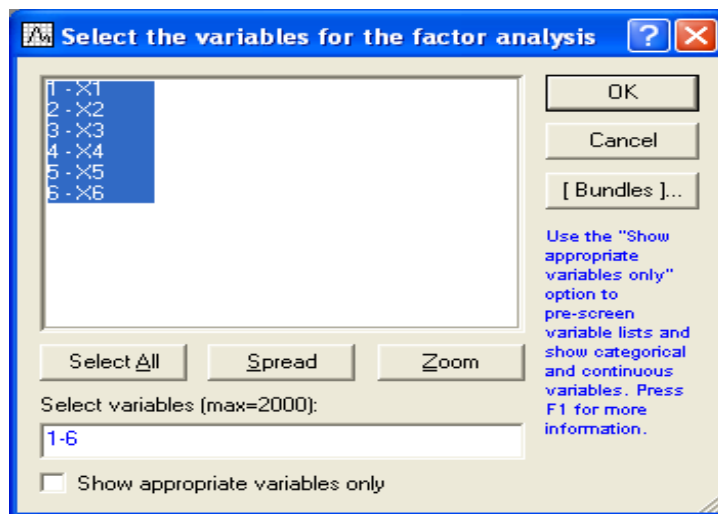 Select the variables for the factor analysis
1 - X1
2 - X2
3 - X3
4 - X4
5 - X5
6 - X6
OK
Cancel
[ Bundles ]...
Use the "Show
appropriate
variables only"
option to
pre-screen
variable lists and
show categorical
and continuous
variables. Press
F1 for more
information.
Select All
Spread
Zoom
Select variables (max=2000):
1-6
Show appropriate variables only